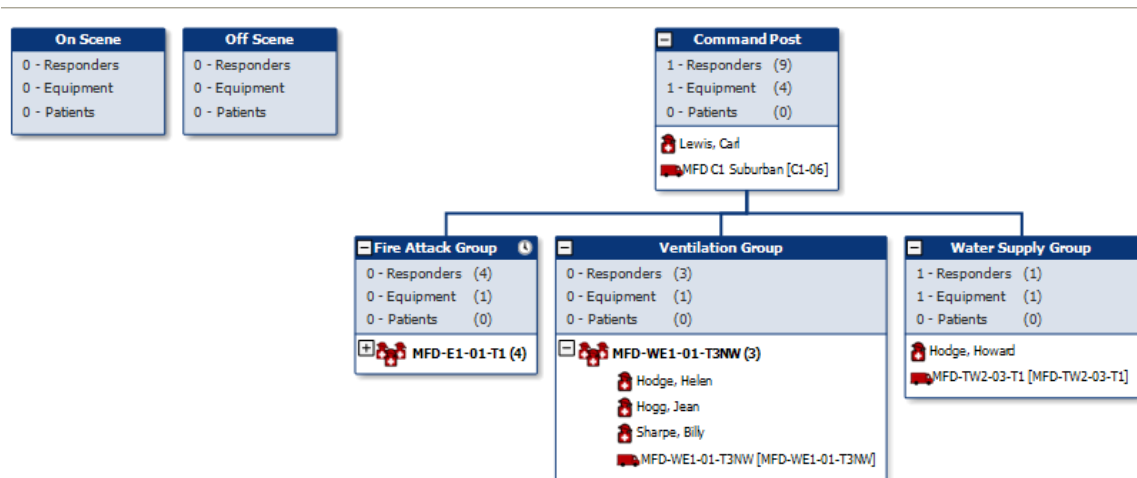 On Scene
0 - Responders
0 - Equipment
0 - Patients
Off Scene
0 - Responders
0 - Equipment
0 - Patients
Command Post
1 - Responders (9)
1 - Equipment (4)
0 - Patients (0)
Lewis, Carl
MFD C1 Suburban [C1-06]
Fire Attack Group
0 - Responders (4)
0 - Equipment (1)
0 - Patients (0)
MFD-E1-01-T1 (4)
Ventilation Group
0 - Responders (3)
0 - Equipment (1)
0 - Patients (0)
MFD-WE1-01-T3NW (3)
Hodge, Helen
Hogg, Jean
Sharpe, Billy
MFD-WE1-01-T3NW [MFD-WE1-01-T3NW]
Water Supply Group
1 - Responders (1)
1 - Equipment (1)
0 - Patients (0)
Hodge, Howard
MFD-TW2-03-T1 [MFD-TW2-03-T1]